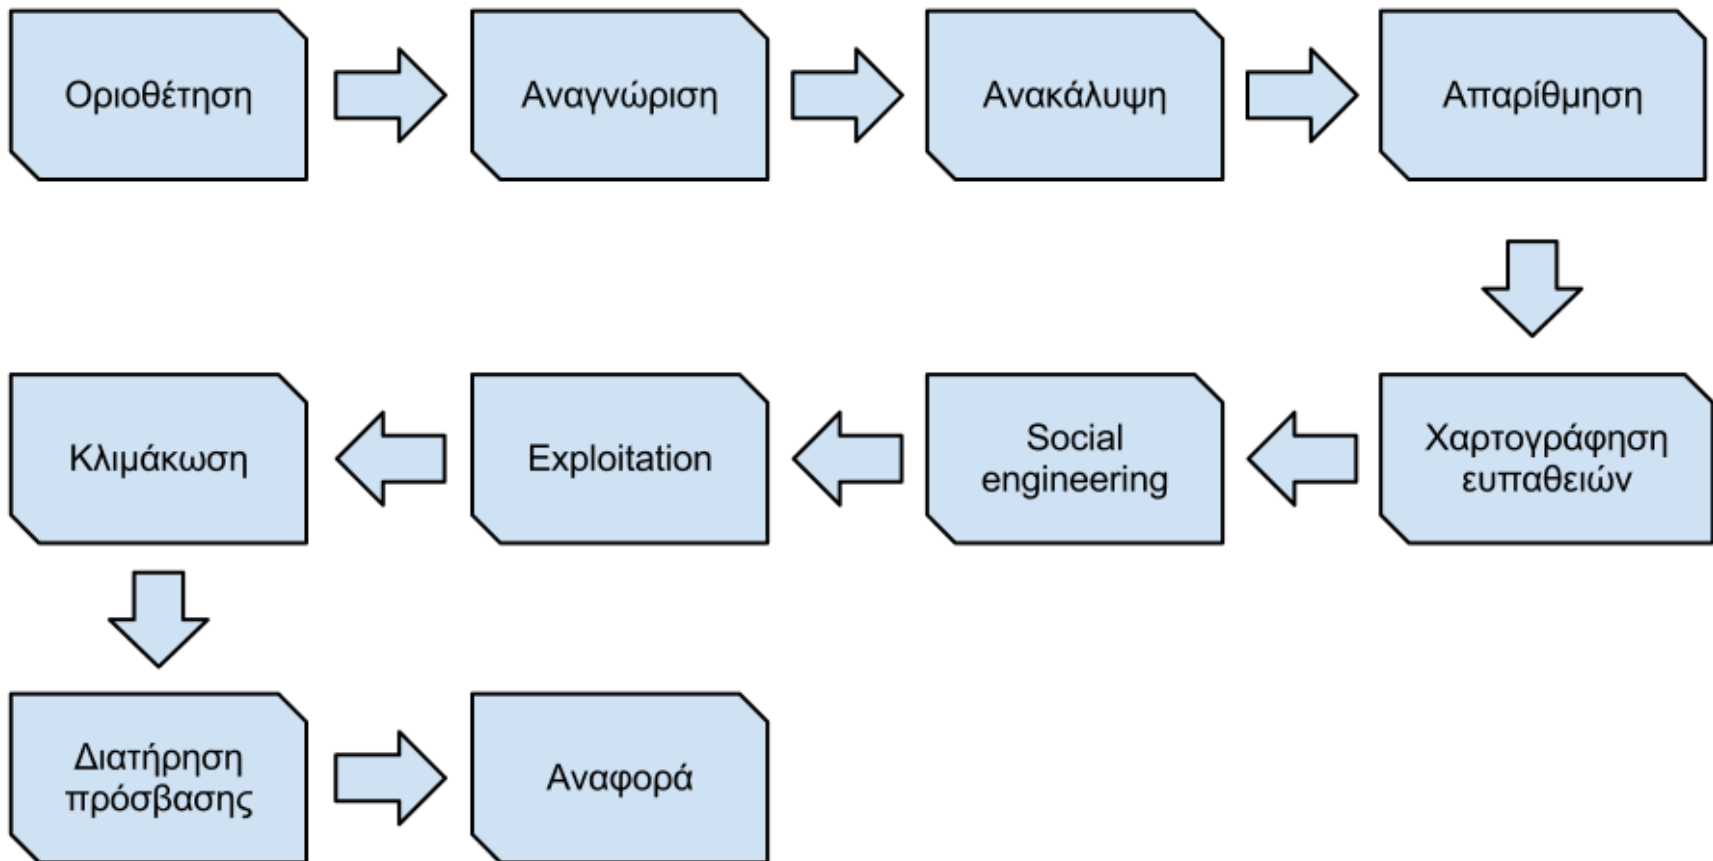 Οριοθέτηση
Αναγνώριση
Ανακάλυψη
Απαρίθμηση
Χαρτογράφηση
ευπαθειών
Social
engineering
Exploitation
Κλιμάκωση
Διατήρηση
πρόσβασης
Αναφορά